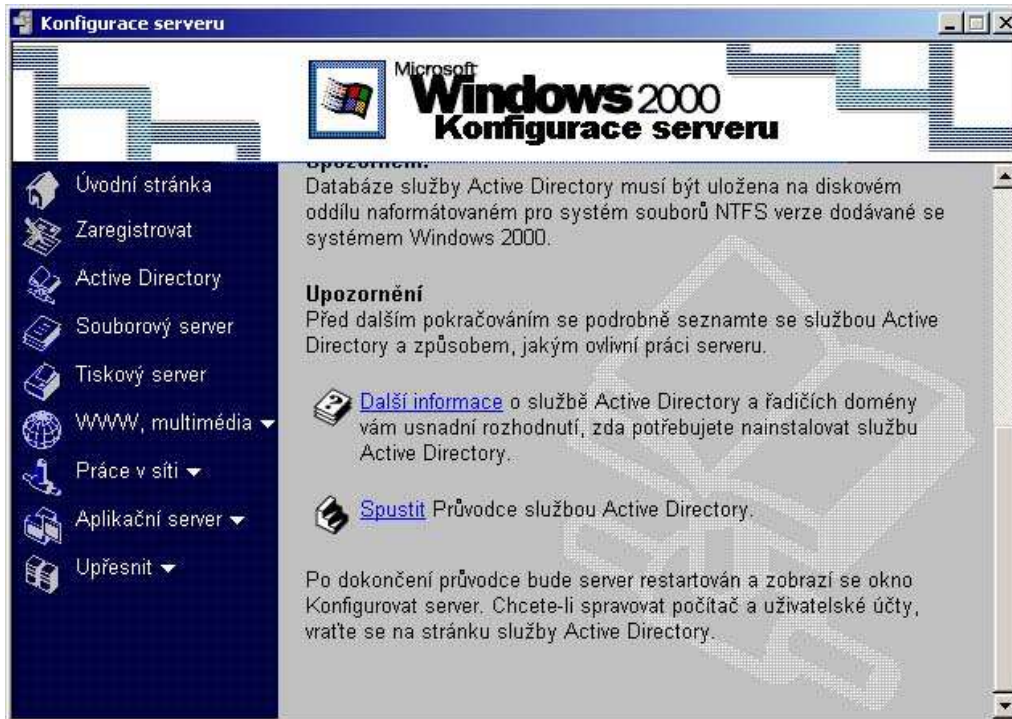 Konfigurace serveru
Microsoft
Windows 2000
Konfigurace serveru
Úvodní stránka
Zaregistrovat
Active Directory
Souborový server
Tiskový server
WWW, multimédia
Práce v síti
Aplikační server
Upřesnit
Upozornění:
Databáze služby Active Directory musí být uložena na diskovém
oddílu naformátovaném pro systém souborů NTFS verze dodávané se
systémem Windows 2000.
Upozornění
Před dalším pokračováním se podrobně seznamte se službou Active
Directory a způsobem, jakým ovlivní práci serveru.
Další informace o službě Active Directory a řadičích domény
vám usnadní rozhodnutí, zda potřebujete nainstalovat službu
Active Directory.
Spustit Průvodce službou Active Directory.
Po dokončení průvodce bude server restartován a zobrazí se okno
Konfigurovat server. Chcete-li spravovat počítač a uživatelské účty,
vraťte se na stránku služby Active Directory.